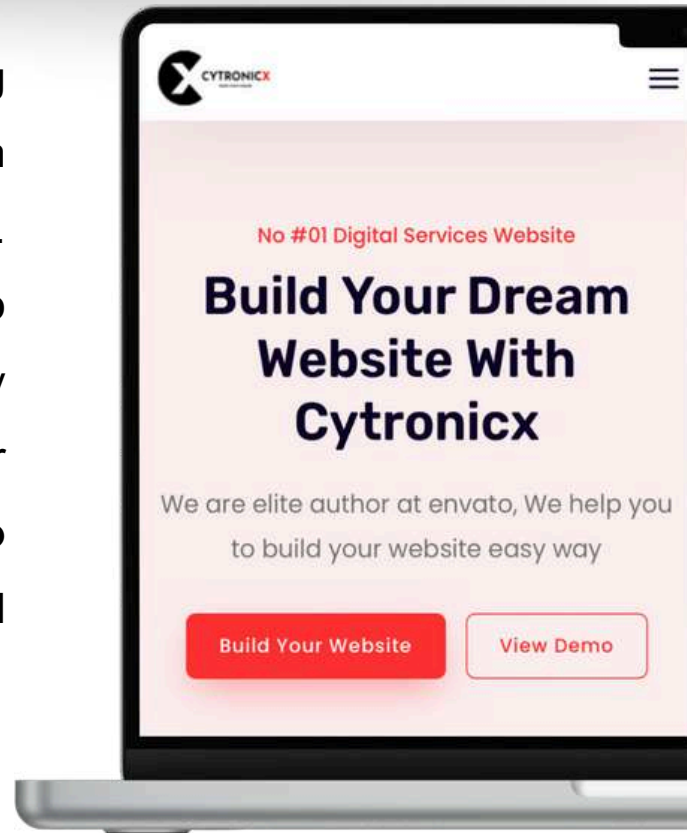 CYTRONICX
No #01 Digital Services Website
Build Your Dream
Website With
Cytronicx
We are elite author at envato, We help you
to build your website easy way
Build Your Website
View Demo